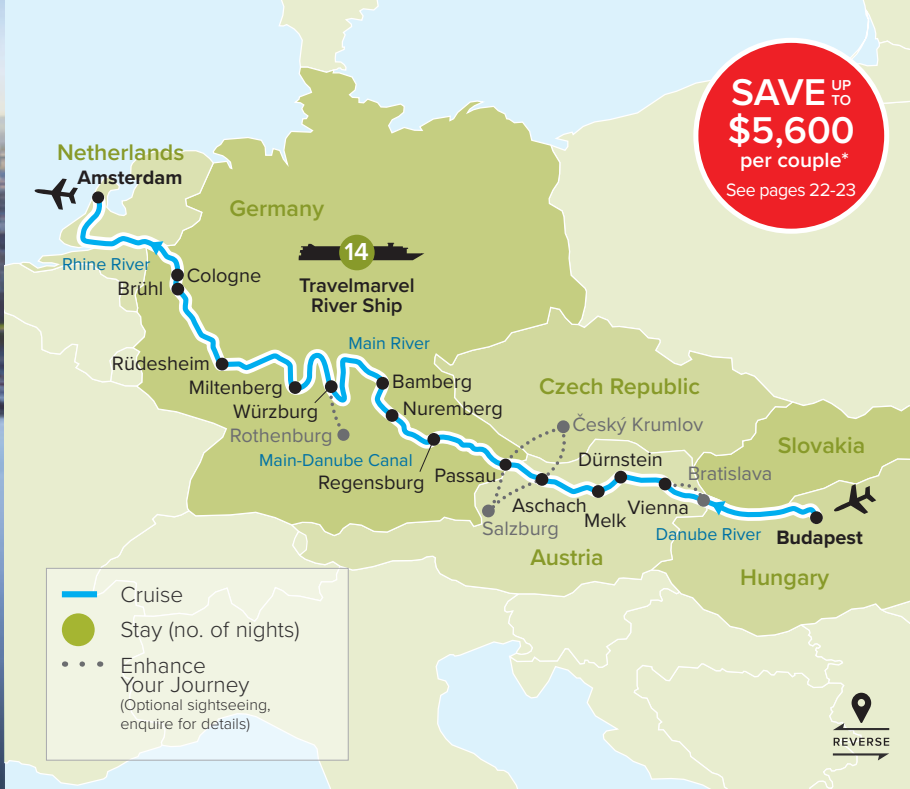 SAVE UP TO
$5,600
per couple*
See pages 22-23
Netherlands
Amsterdam
Germany
14
Travelmarvel
River Ship
Rhine River
Cologne
Brühl
Rüdesheim
Main River
Miltenberg
Bamberg
Würzburg
Nuremberg
Rothenburg
Main-Danube Canal
Regensburg
Czech Republic
Český Krumlov
Slovakia
Passau
Dürnstein
Bratislava
Aschach
Salzburg
Melk
Vienna
Danube River
Budapest
Austria
Hungary
Cruise
Stay (no. of nights)
Enhance
Your Journey
(Optional sightseeing,
enquire for details)
REVERSE